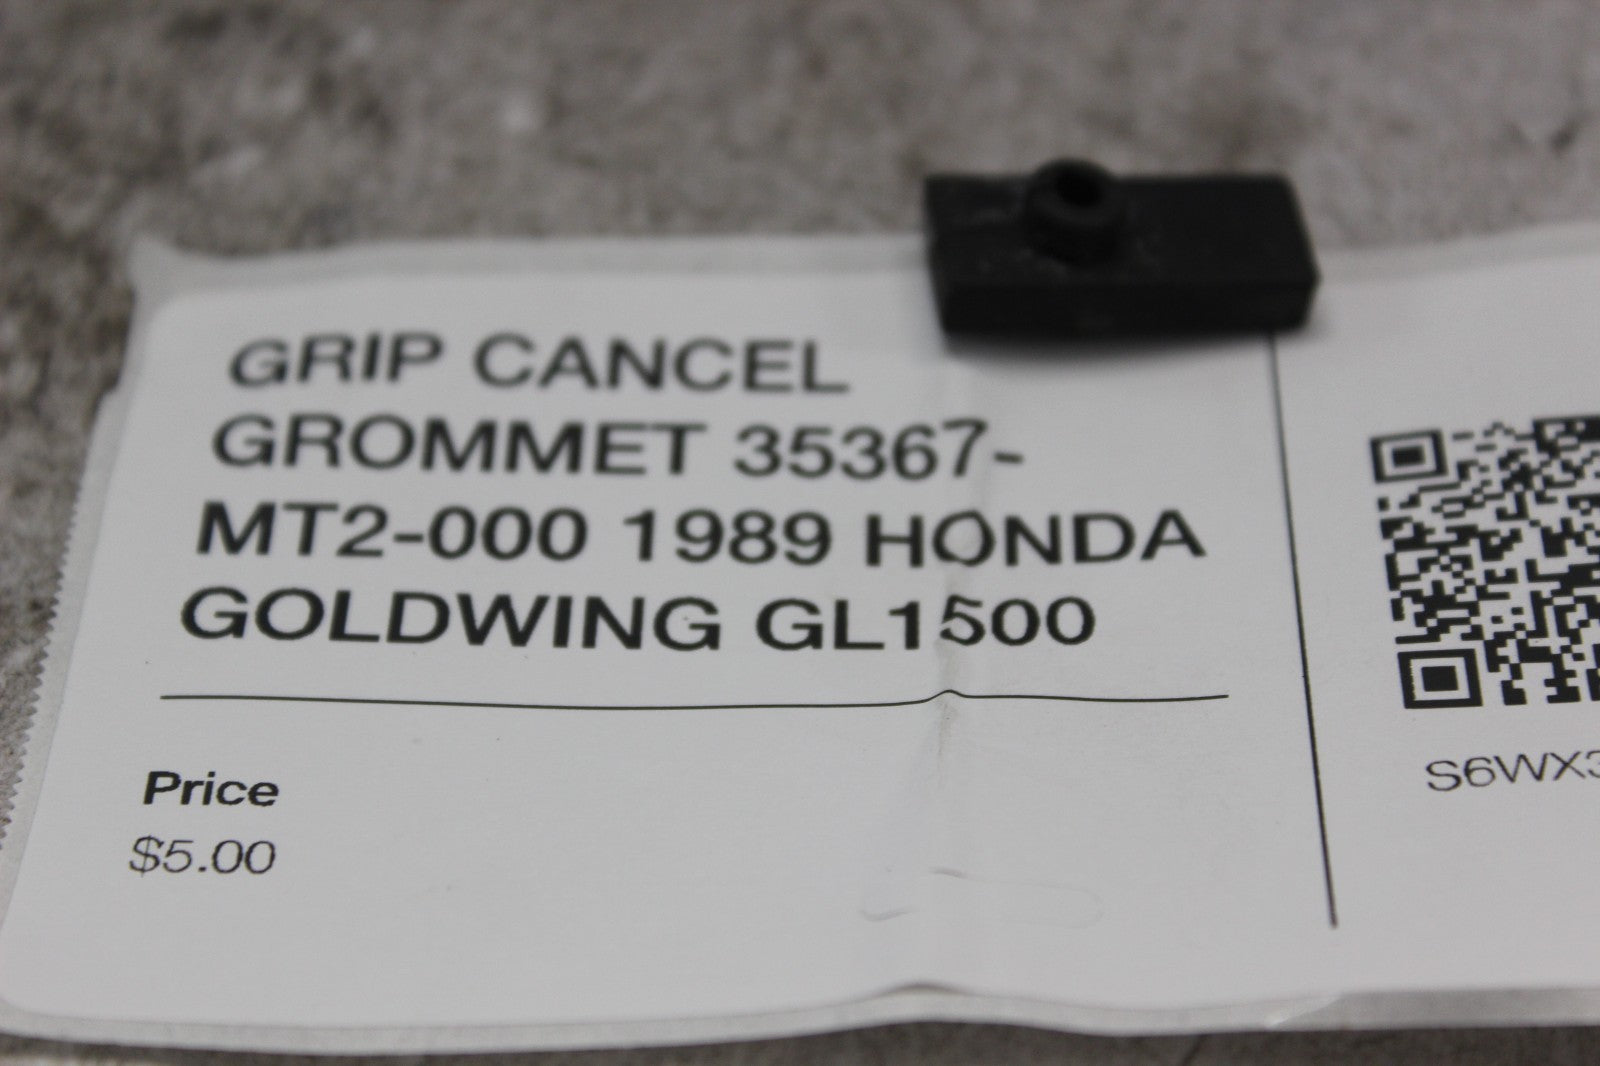 GRIP CANCEL
GROMMET 35367-
MT2-000 1989 HONDA
GOLDWING GL1500
Price
$5.00